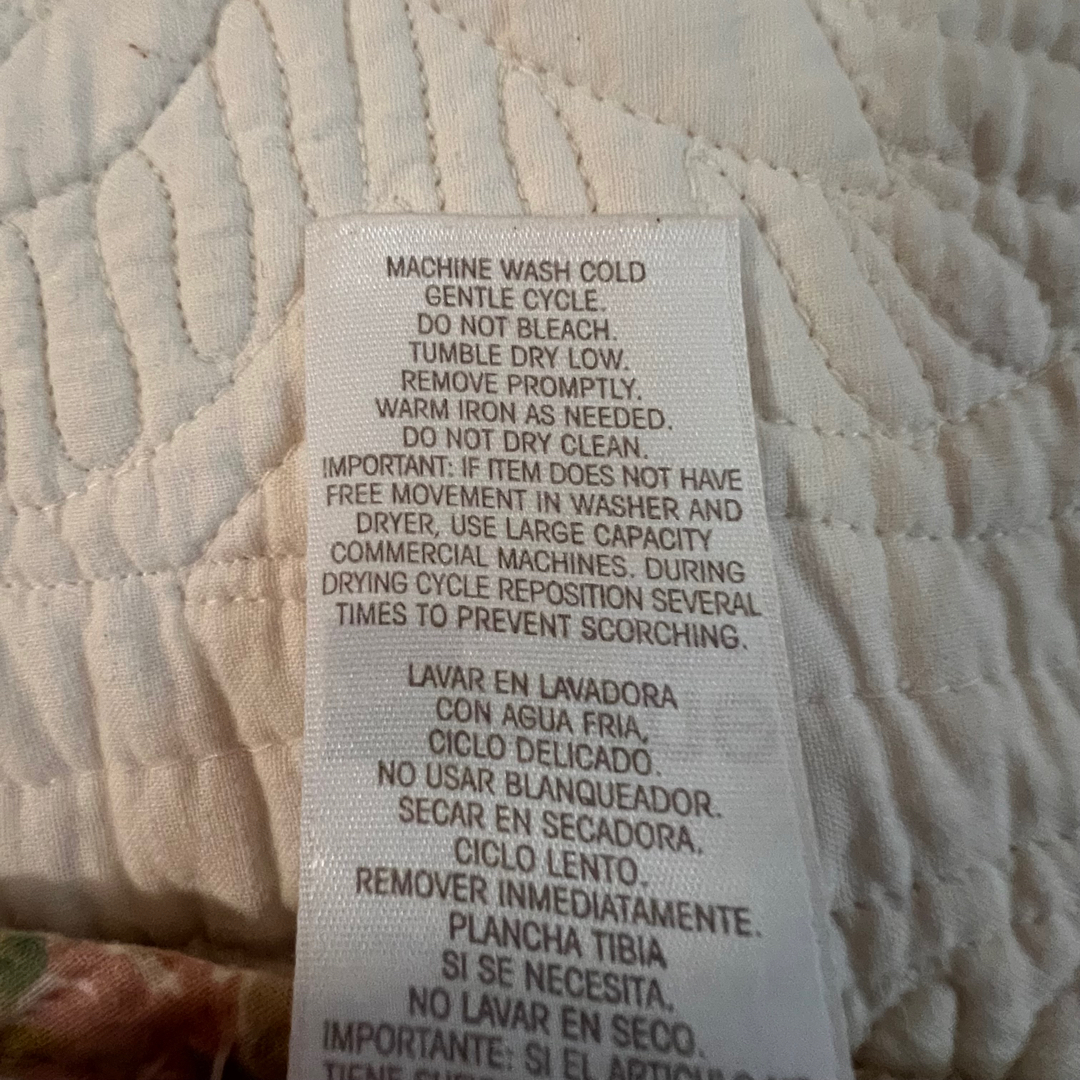 MACHINE WASH COLD
GENTLE CYCLE.
DO NOT BLEACH.
TUMBLE DRY LOW.
REMOVE PROMPTLY.
WARM IRON AS NEEDED.
DO NOT DRY CLEAN.
IMPORTANT: IF ITEM DOES NOT HAVE
FREE MOVEMENT IN WASHER AND
DRYER, USE LARGE CAPACITY
COMMERCIAL MACHINES. DURING
DRYING CYCLE REPOSITION SEVERAL
TIMES TO PREVENT SCORCHING.
LAVAR EN LAVADORA
CON AGUA FRIA,
CICLO DELICADO.
NO USAR BLANQUEADOR.
SECAR EN SECADORA,
CICLO LENTO.
REMOVER INMEDIATAMENTE.
PLANCHA TIBIA
SI SE NECESITA,
NO LAVAR EN SECO.
IMPORTANTE: SI EL ARTICULO
TIENE